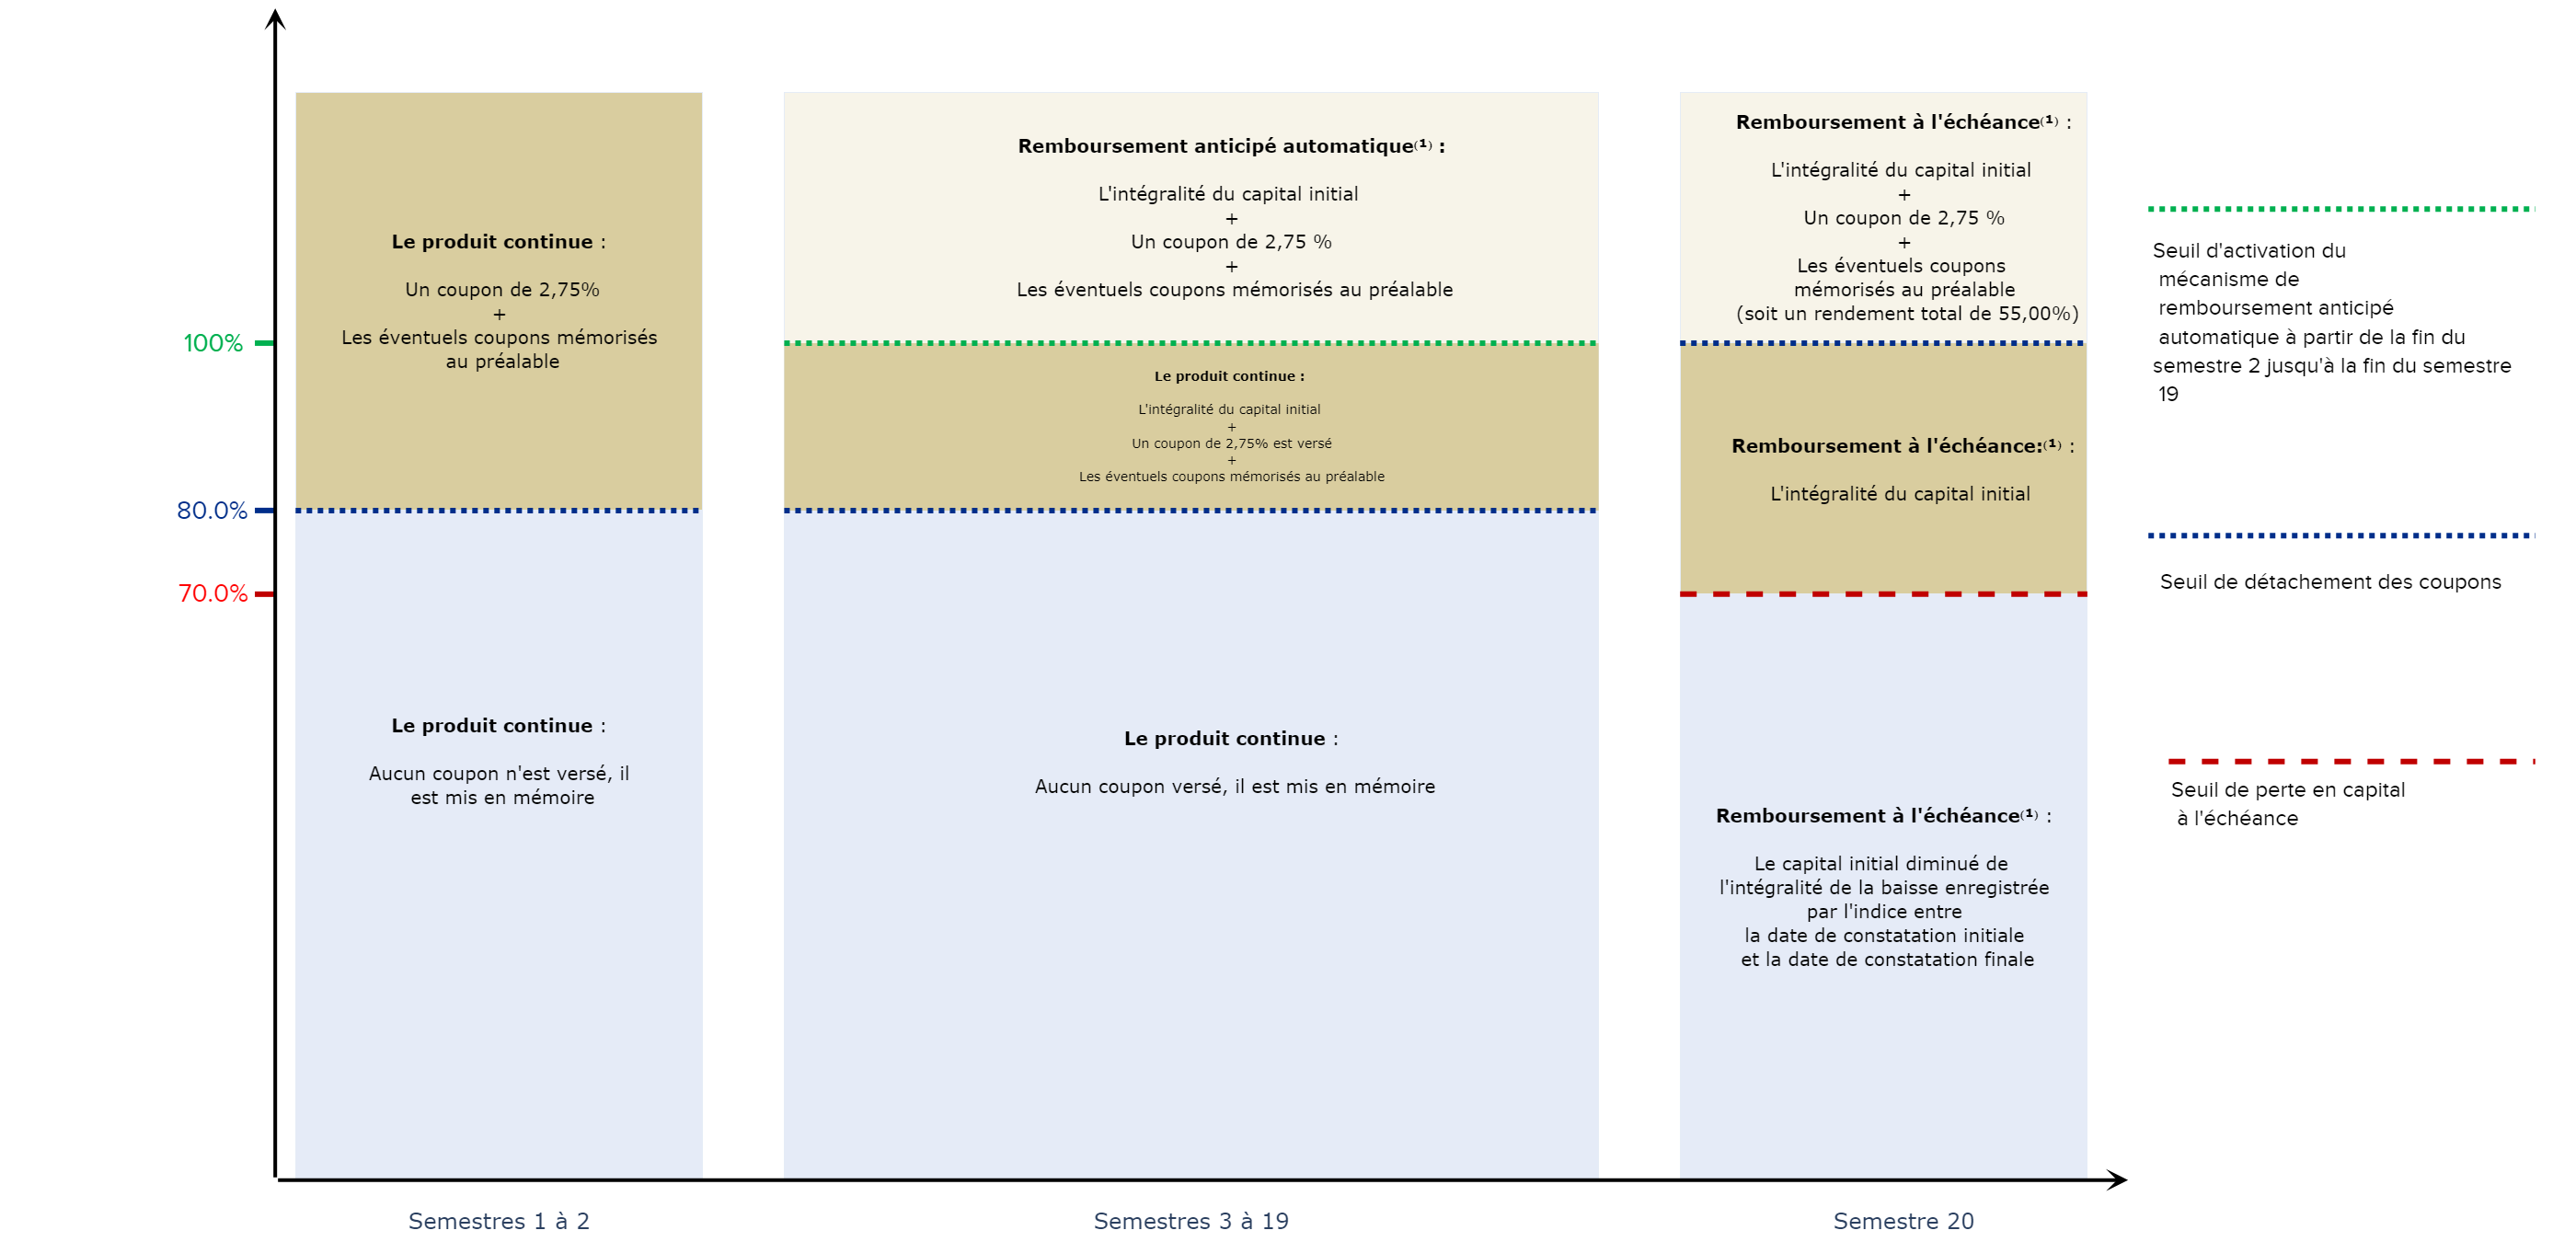 Le produit continue :
Un coupon de 2,75%
+
Les éventuels coupons mémorisés
au préalable
Remboursement anticipé automatique⁽¹⁾ :
L'intégralité du capital initial
+
Un coupon de 2,75 %
+
Les éventuels coupons mémorisés au préalable
Remboursement à l'échéance⁽¹⁾ :
L'intégralité du capital initial
+
Un coupon de 2,75 %
+
Les éventuels coupons
mémorisés au préalable
(soit un rendement total de 55,00%)
Seuil d'activation du
mécanisme de
remboursement anticipé
automatique à partir de la fin du
semestre 2 jusqu'à la fin du semestre
19
100%
Le produit continue :
L'intégralité du capital initial
+
Un coupon de 2,75% est versé
+
Les éventuels coupons mémorisés au préalable
Remboursement à l'échéance:⁽¹⁾ :
L'intégralité du capital initial
80.0%
Seuil de détachement des coupons
70.0%
Le produit continue :
Aucun coupon n'est versé, il
est mis en mémoire
Le produit continue :
Aucun coupon versé, il est mis en mémoire
Remboursement à l'échéance⁽¹⁾ :
Le capital initial diminué de
l'intégralité de la baisse enregistrée
par l'indice entre
la date de constatation initiale
et la date de constatation finale
Seuil de perte en capital
à l'échéance
Semestres 1 à 2
Semestres 3 à 19
Semestre 20